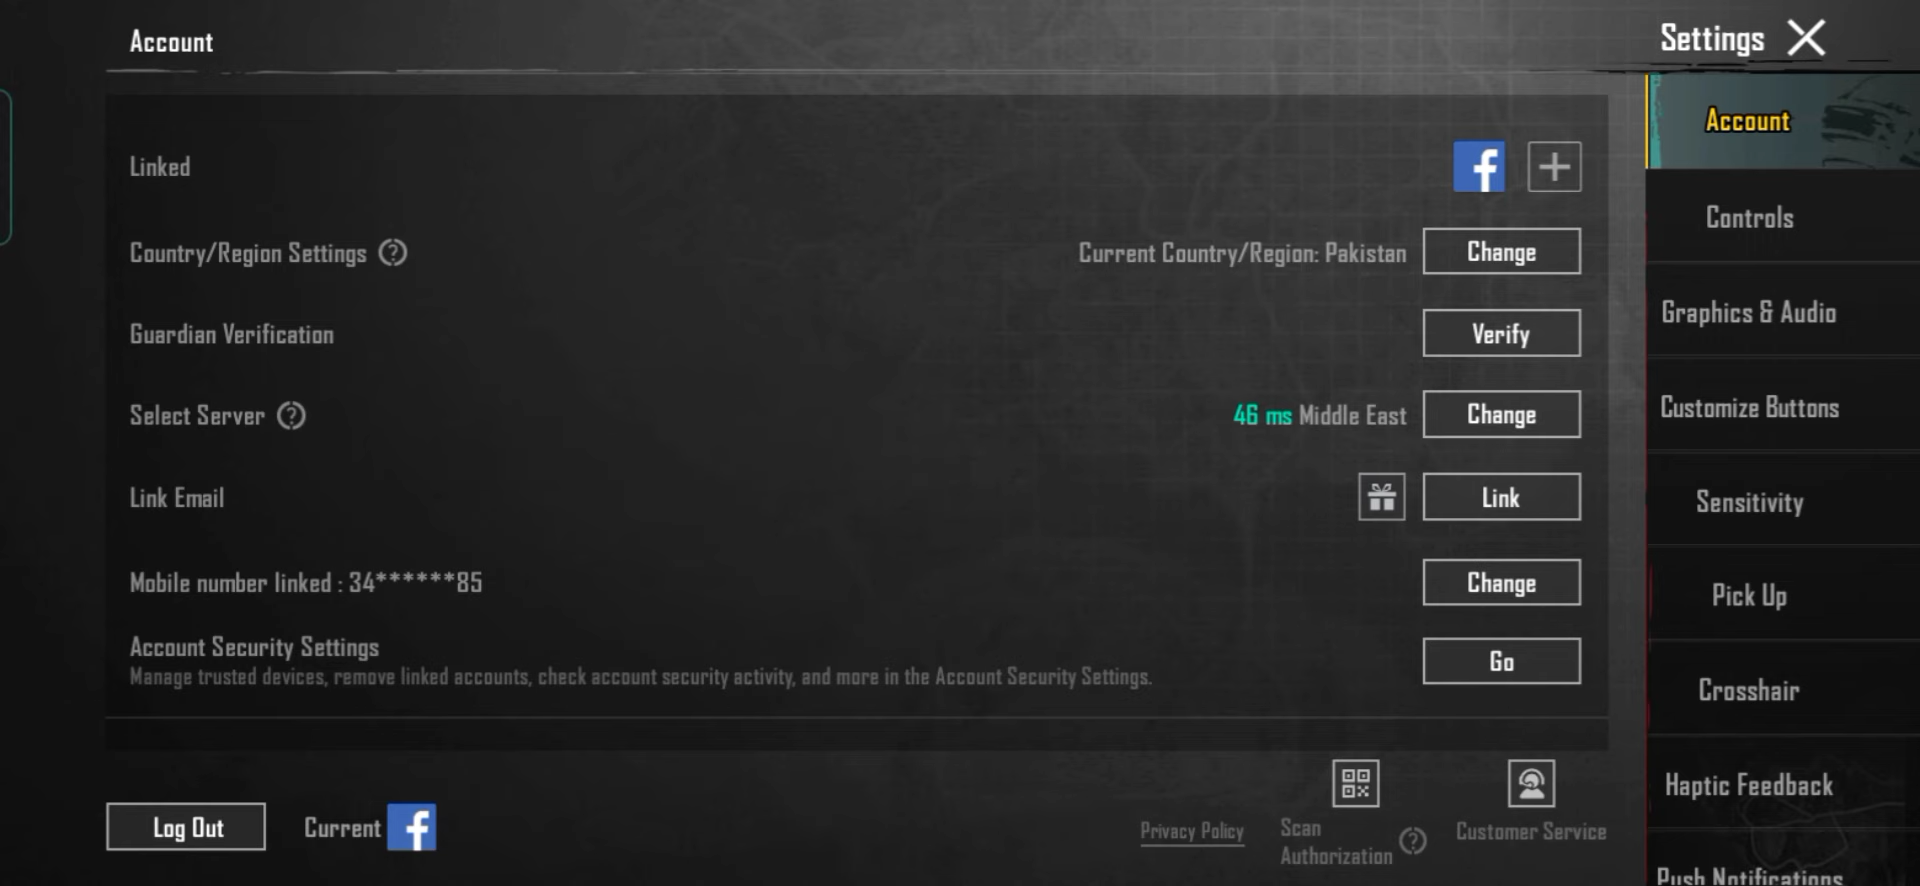 Account
Settings
Linked
Country/Region Settings
Current Country/Region: Pakistan
Change
Guardian Verification
Verify
Select Server
46 ms Middle East
Change
Link Email
Link
Mobile number linked : 34******85
Change
Account Security Settings
Go
Manage trusted devices, remove linked accounts, check account security activity, and more in the Account Security Settings.
Log Out
Current
Privacy Policy
Scan
Authorization
Customer Service
Account
Controls
Graphics & Audio
Customize Buttons
Sensitivity
Pick Up
Crosshair
Haptic Feedback
Push Notifications